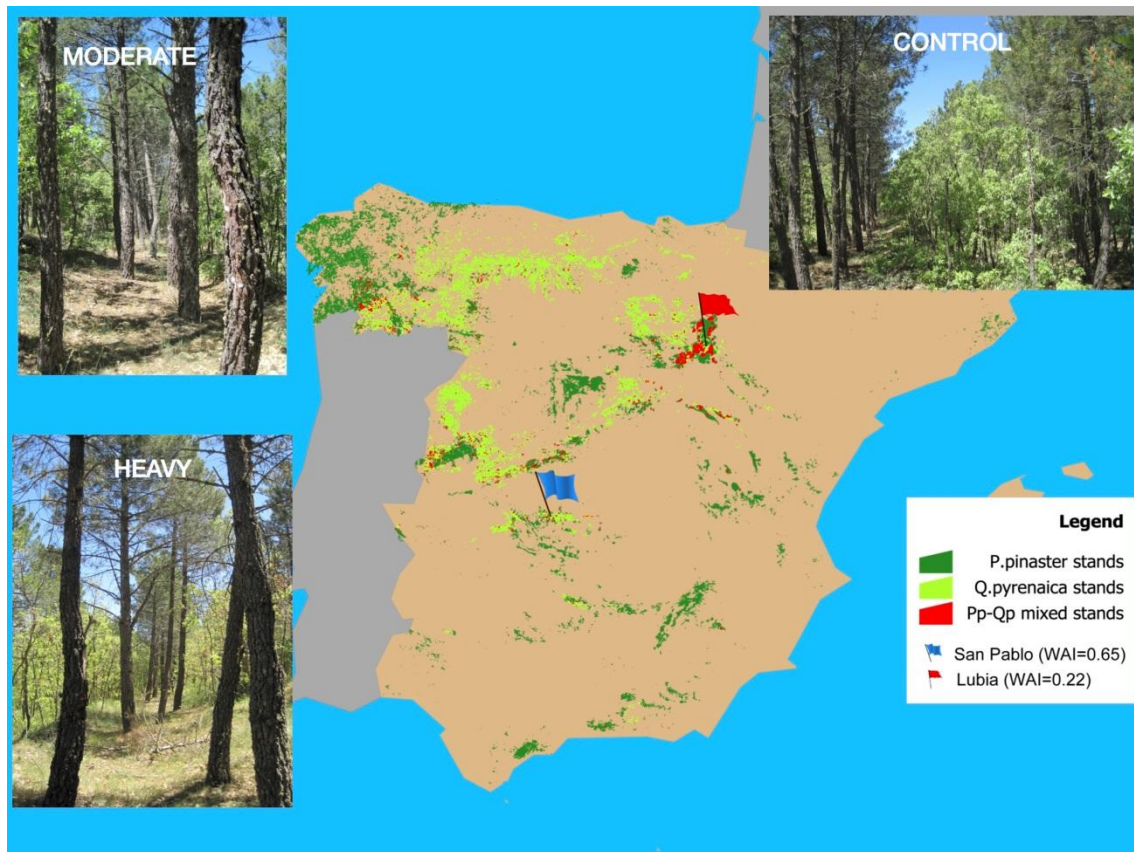 MODERATE
CONTROL
HEAVY
Legend
P.pinaster stands
Q.pyrenaica stands
Pp-Qp mixed stands
San Pablo (WAI=0.65)
Lubia (WAI=0.22)